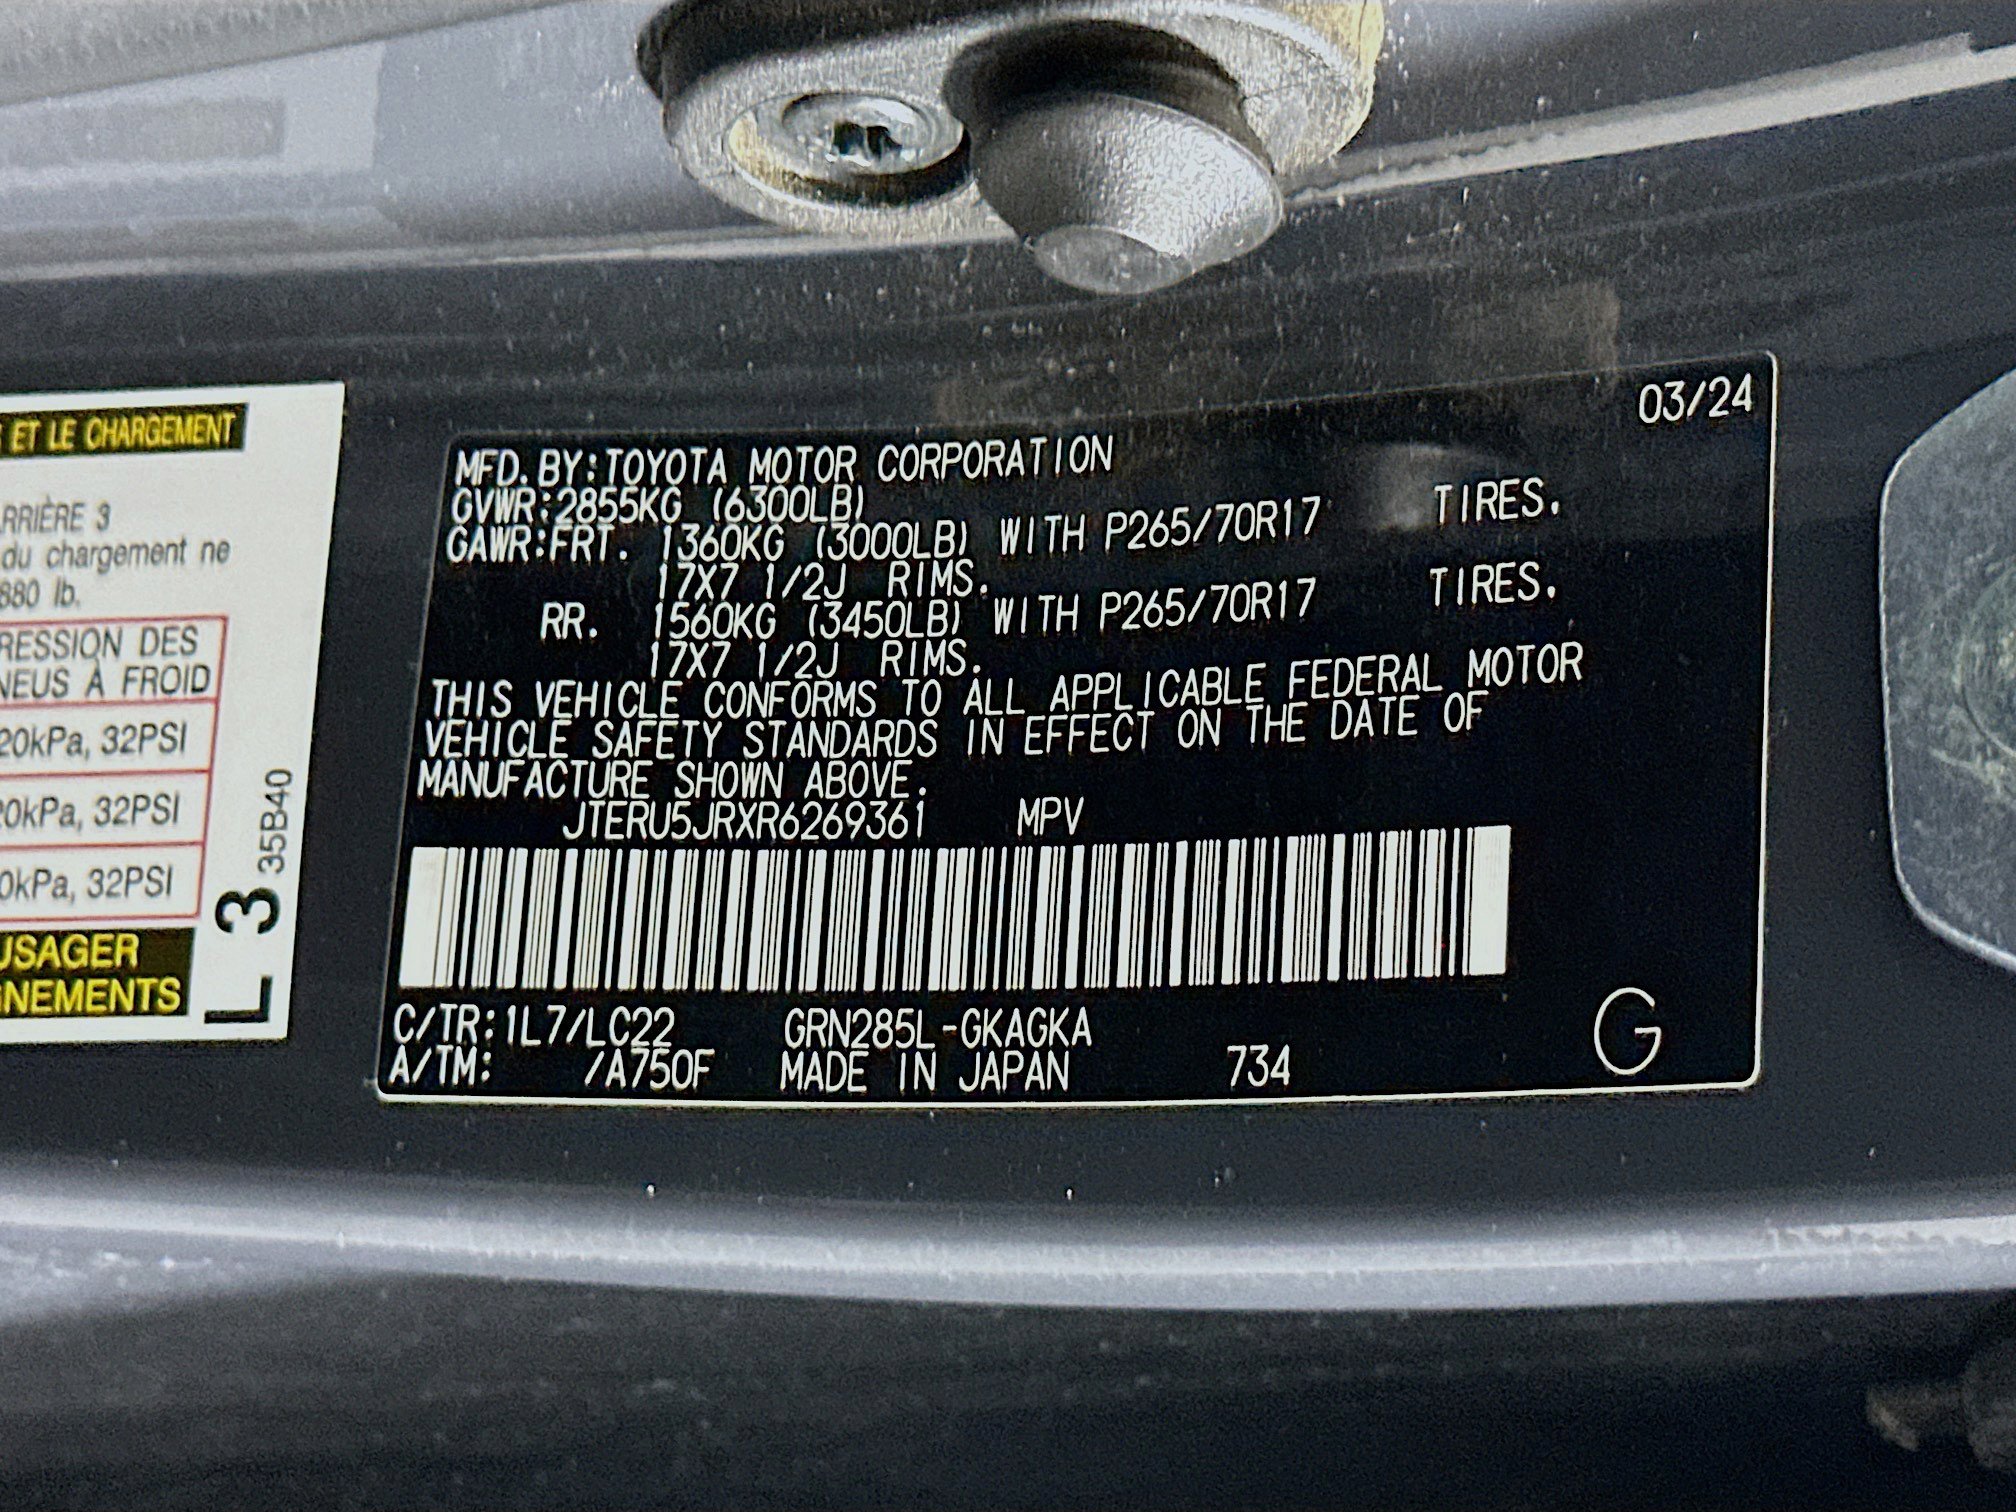 ET LE CHARGEMENT
RRIÈRE 3
du chargement ne
880 lb.
RESSION DES
NEUS À FROID
20kPa, 32PSI
20kPa, 32PSI
0kPa, 32PSI
USAGER
GNEMENTS
L 3 35B40
03/24
MFD.BY:TOYOTA MOTOR CORPORATION
GVWR:2855KG (6300LB)
GAWR:FRT. 1360KG (3000LB) WITH P265/70R17 TIRES.
17X7 1/2J RIMS.
RR. 1560KG (3450LB) WITH P265/70R17 TIRES.
17X7 1/2J RIMS.
THIS VEHICLE CONFORMS TO ALL APPLICABLE FEDERAL MOTOR
VEHICLE SAFETY STANDARDS IN EFFECT ON THE DATE OF
MANUFACTURE SHOWN ABOVE.
JTERU5JRXR6269361 MPV
C/TR:1L7/LC22 GRN285L-GKAGKA
A/TM: /A750F MADE IN JAPAN 734
G